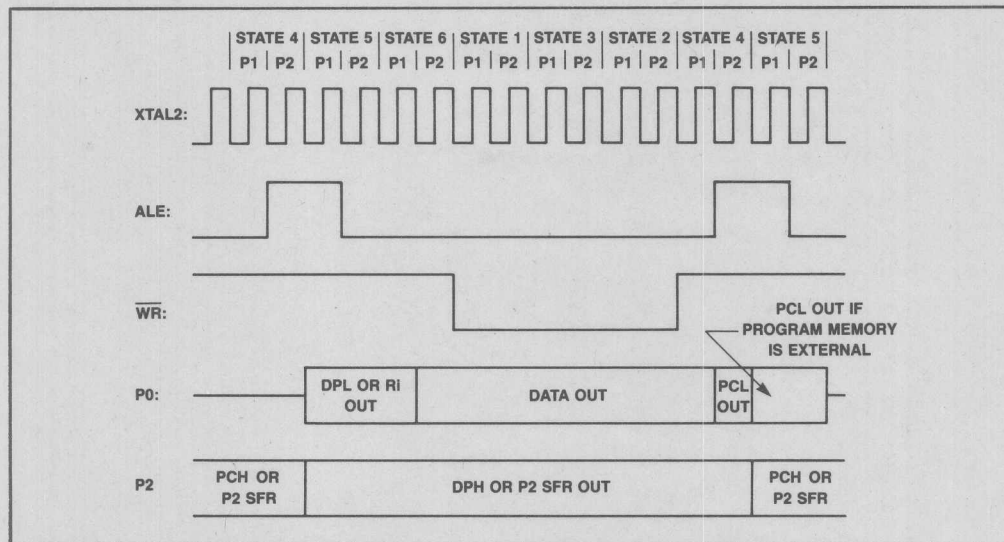 STATE 4 STATE 5 STATE 6 STATE 1 STATE 3 STATE 2 STATE 4 STATE 5
P1 P2 P1 P2 P1 P2 P1 P2 P1 P2 P1 P2 P1 P2 P1 P2
XTAL2:
ALE:
WR:
PCL OUT IF
PROGRAM MEMORY
IS EXTERNAL
P0:
DPL OR Ri
OUT
DATA OUT
PCL
OUT
P2
PCH OR
P2 SFR
DPH OR P2 SFR OUT
PCH OR
P2 SFR